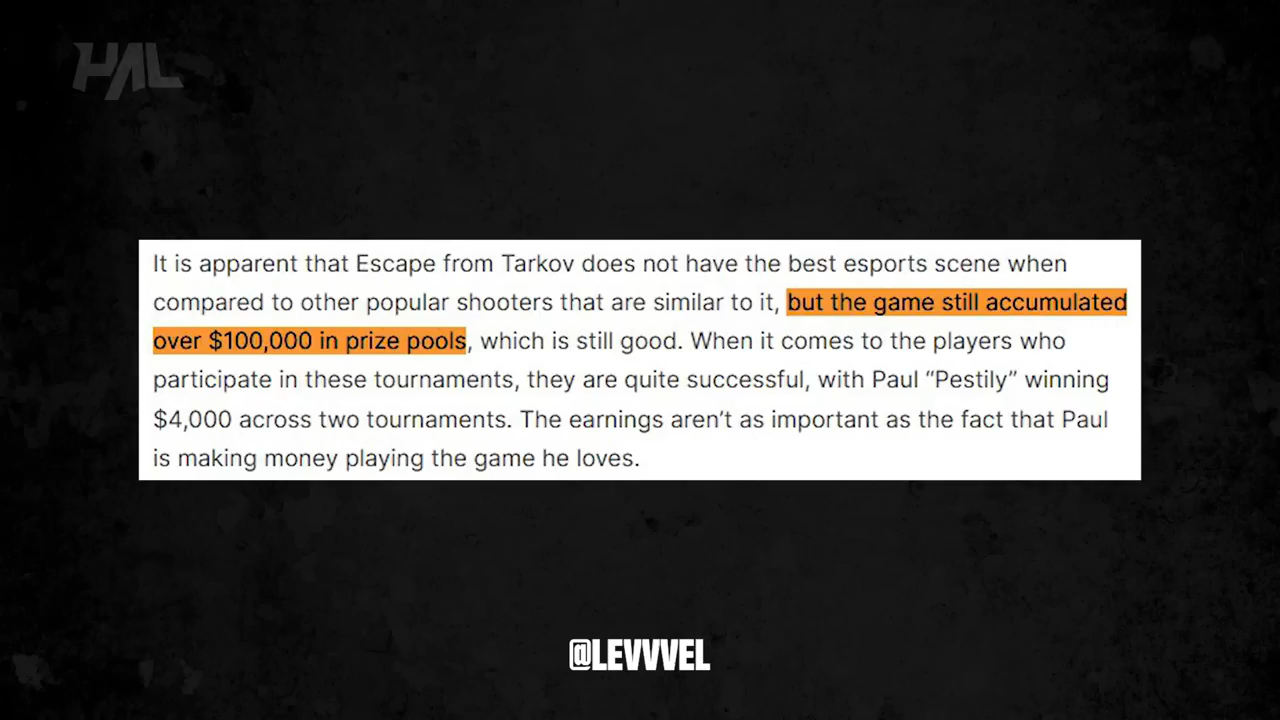 HAL
It is apparent that Escape from Tarkov does not have the best esports scene when
compared to other popular shooters that are similar to it, but the game still accumulated
over $100,000 in prize pools, which is still good. When it comes to the players who
participate in these tournaments, they are quite successful, with Paul “Pestily” winning
$4,000 across two tournaments. The earnings aren’t as important as the fact that Paul
is making money playing the game he loves.
@LEVVVEL